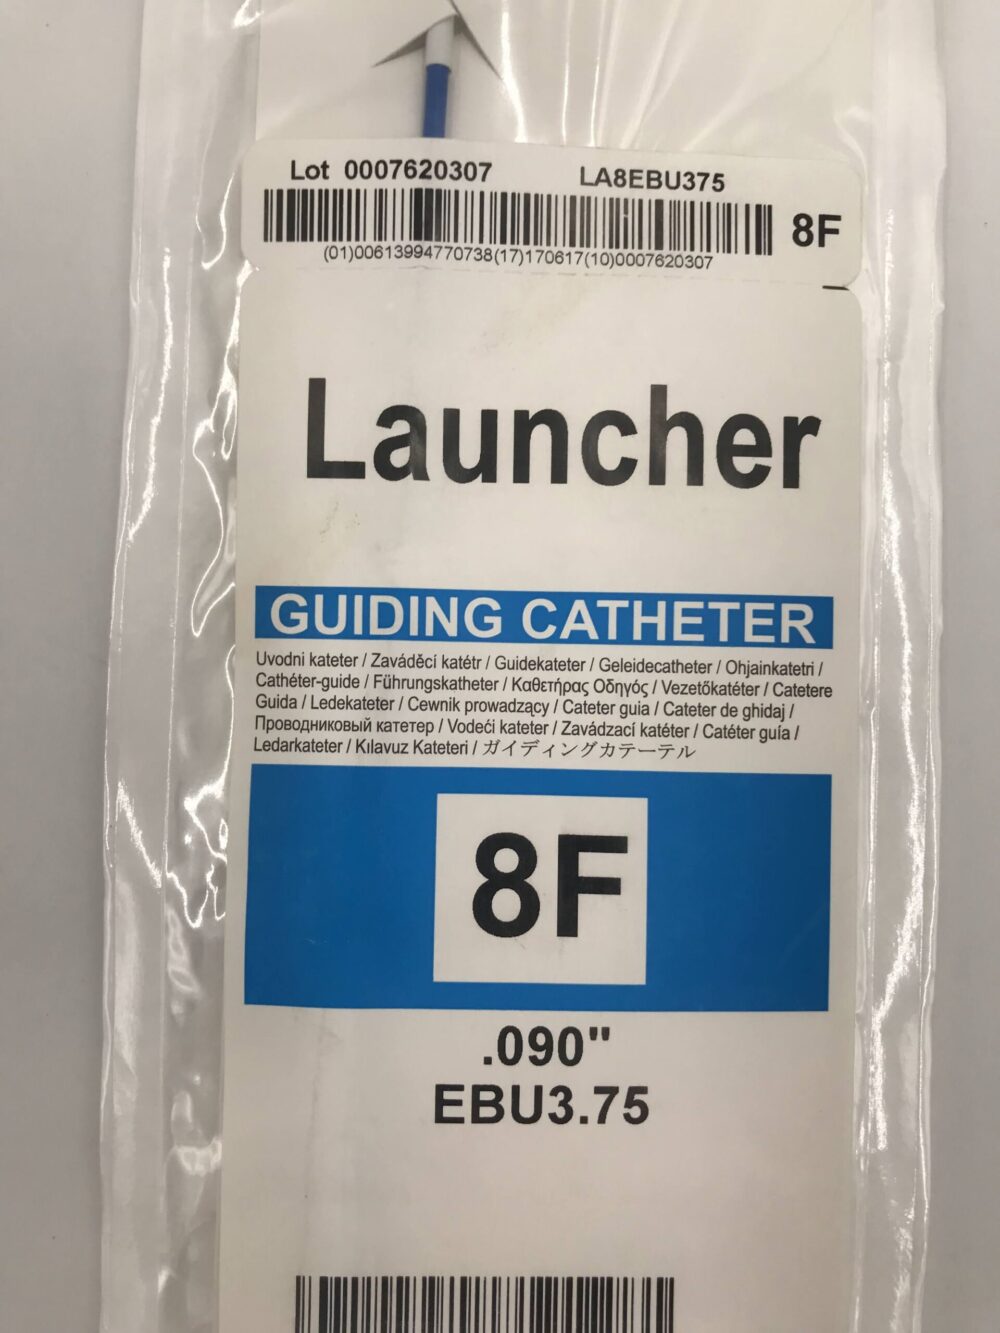 Lot 0007620307 LA8EBU375
8F
(01)00613994770738(17)170617(10)0007620307
Launcher
GUIDING CATHETER
Uvodni kateter / Zaváděcí katétr / Guidekateter / Geleidecatheter / Ohjainkatetri /
Cathéter-guide / Führungskatheter / Καθετήρας Οδηγός / Vezetőkatéter / Catetere
Guida / Ledekateter / Cewnik prowadzący / Cateter guia / Cateter de ghidaj /
Проводниковый катетер / Vodeći kateter / Zavádzací katéter / Catéter guía /
Ledarkateter / Kılavuz Kateteri / ガイディングカテーテル
8F
.090"
EBU3.75